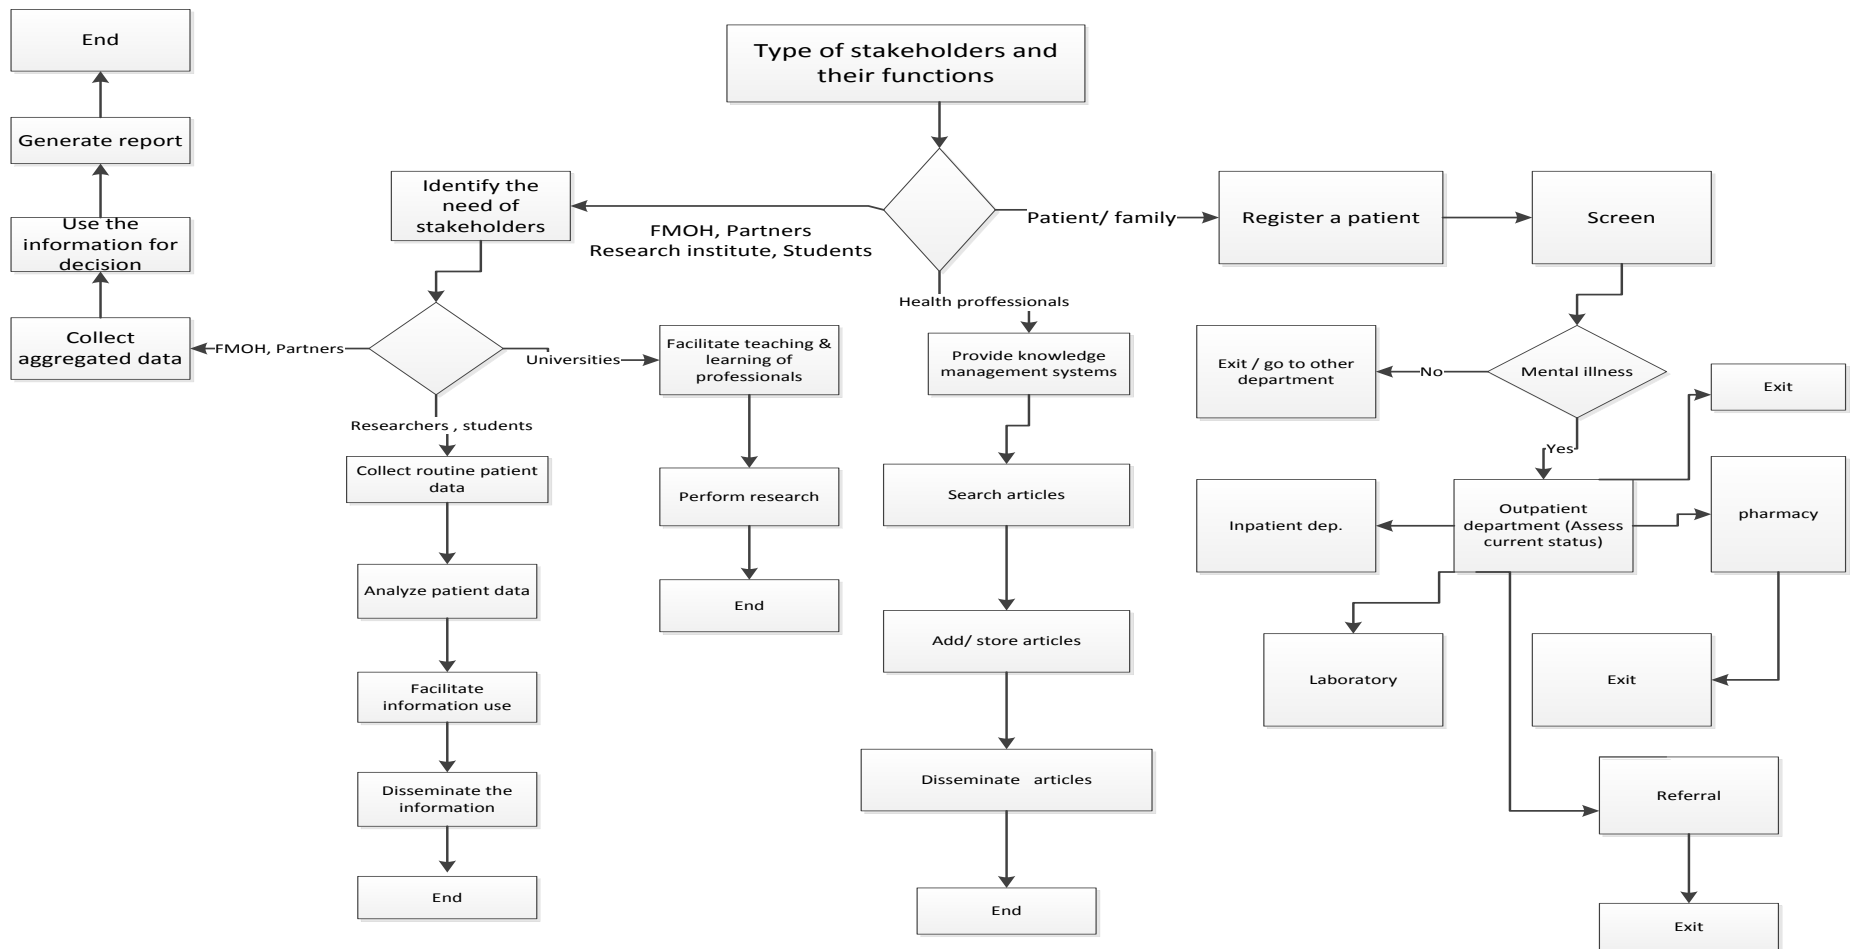 End
Type of stakeholders and
their functions
Generate report
Identify the
need of
stakeholders
FMOH, Partners
Research institute, Students
Patient/ family
Register a patient
Screen
Use the
information for
decision
Health proffessionals
Collect
aggregated data
FMOH, Partners
Universities
Facilitate teaching &
learning of
professionals
Provide knowledge
management systems
Exit / go to other
department
No
Mental illness
Exit
Researchers , students
Yes
Collect routine patient
data
Perform research
Search articles
Inpatient dep.
Outpatient
department (Assess
current status)
pharmacy
Analyze patient data
End
Add/ store articles
Laboratory
Exit
Facilitate
information use
Disseminate the
information
Disseminate articles
Referral
End
End
Exit